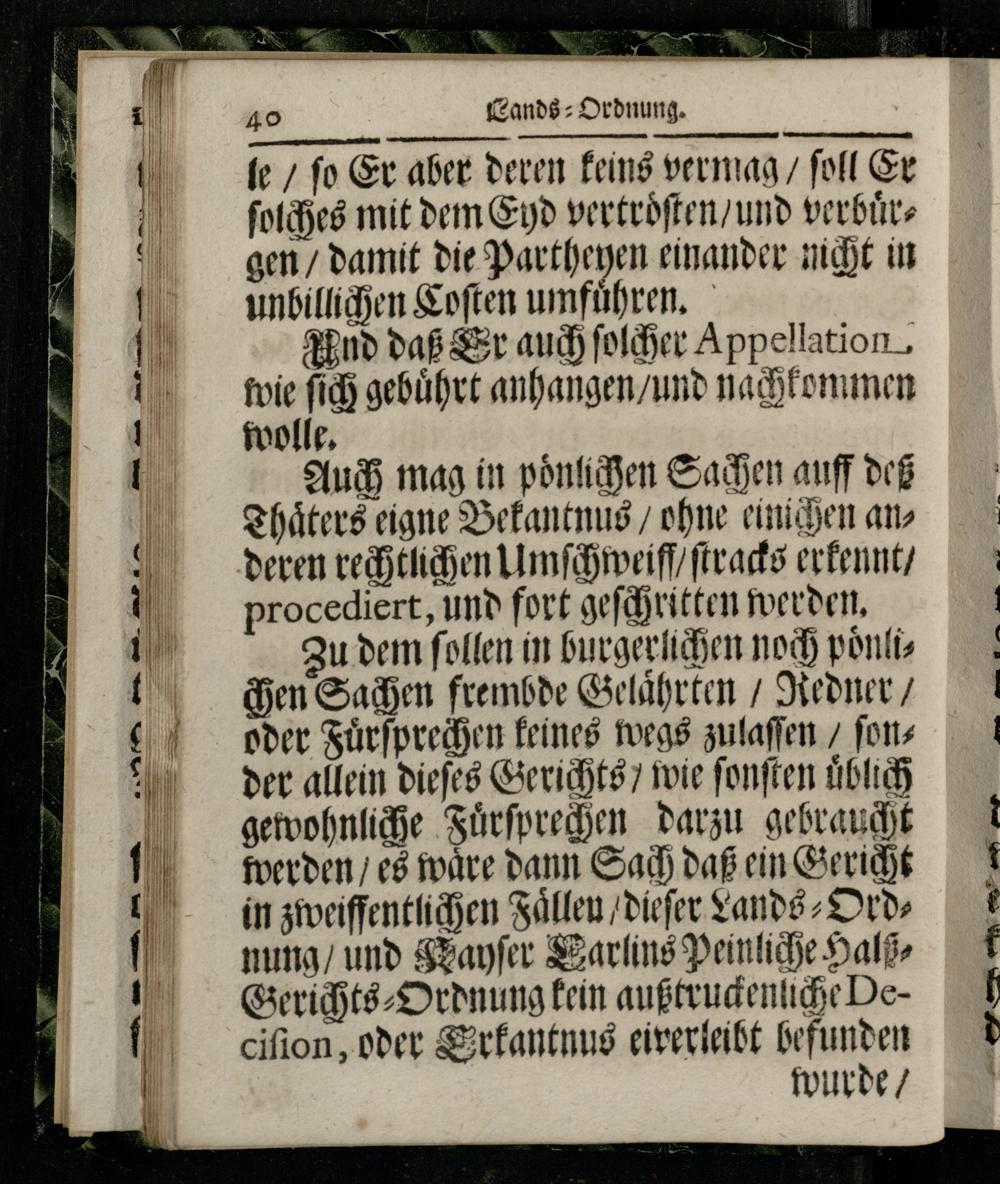 40
Lands-Ordnung.
le / so Er aber deren keins vermag / soll Er
solches mit dem Eyd vertrösten/und verbür-
gen / damit die Partheyen einander nicht in
unbillichen Costen umführen.
Und daß Er auch solcher Appellation
wie sich gebührt anhangen/und nachkommen
wolle.
Auch mag in pönlichen Sachen auff deß
Thäters eigne Bekantnus / ohne einichen an-
deren rechtlichen Umschweiff/stracks erkennt/
procediert, und fort geschritten werden.
Zu dem sollen in burgerlichen noch pönli-
chen Sachen frembde Gelährten / Redner /
oder Fürsprechen keines wegs zulassen / son-
der allein dieses Gerichts / wie sonsten üblich
gewohnliche Fürsprechen darzu gebraucht
werden / es wäre dann Sach daß ein Gericht
in zweiffentlichen Fällen / dieser Lands-Ord-
nung / und Kayser Carlins Peinliche Halß-
Gerichts-Ordnung kein außtruckenliche De-
cision, oder Erkantnus eirerleibt befunden
wurde /